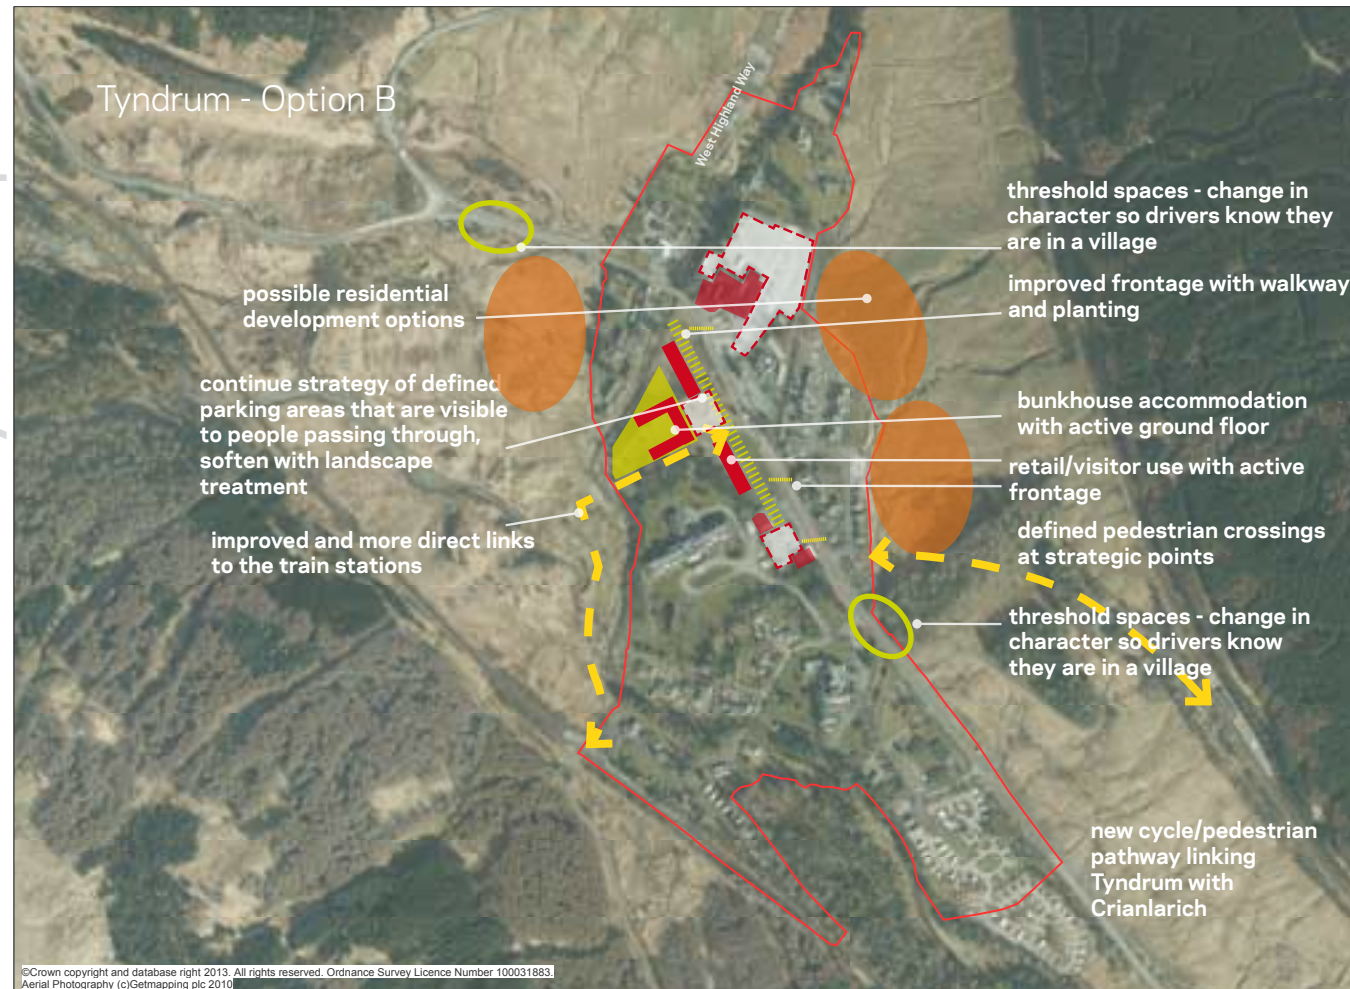 Tyndrum - Option B
West Highland Way
threshold spaces - change in
character so drivers know they
are in a village
possible residential
development options
improved frontage with walkway
and planting
continue strategy of defined
parking areas that are visible
to people passing through,
soften with landscape
treatment
bunkhouse accommodation
with active ground floor
retail/visitor use with active
frontage
improved and more direct links
to the train stations
defined pedestrian crossings
at strategic points
threshold spaces - change in
character so drivers know
they are in a village
new cycle/pedestrian
pathway linking
Tyndrum with
Crianlarich
©Crown copyright and database right 2013. All rights reserved. Ordnance Survey Licence Number 100031883.
Aerial Photography (c)Getmapping plc 2010